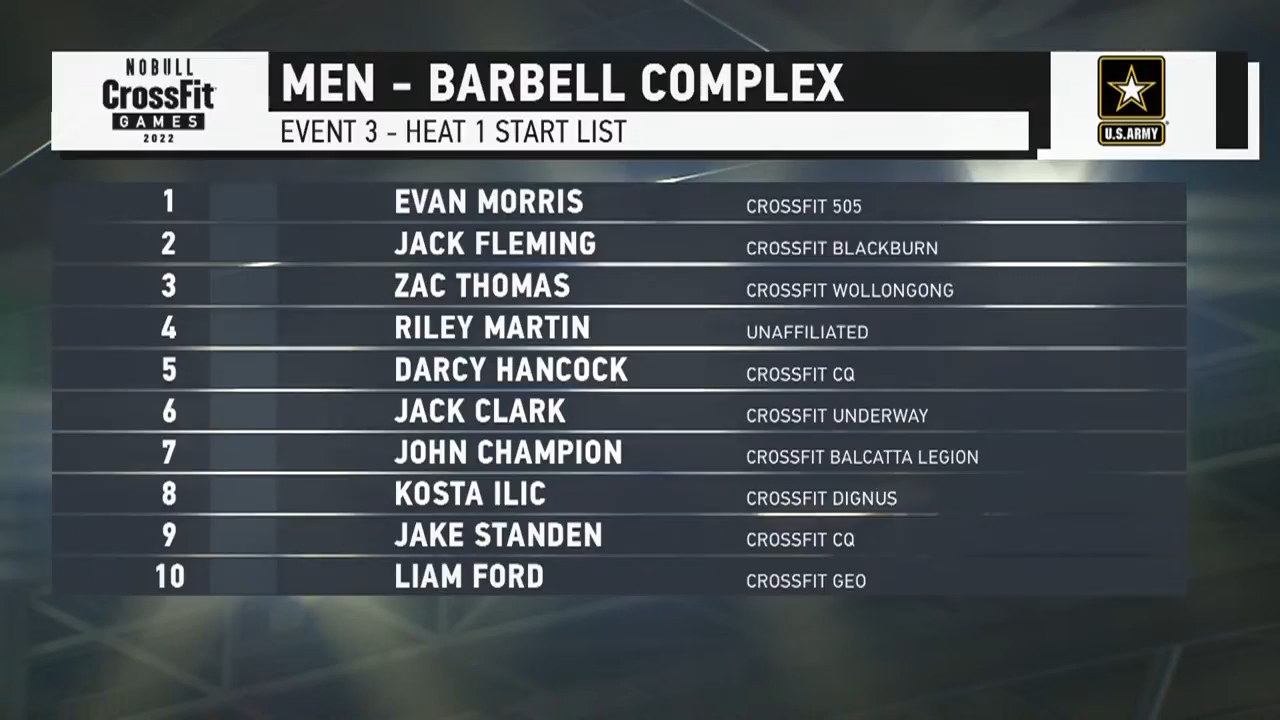 NOBULL
CrossFit
GAMES
2022
MEN - BARBELL COMPLEX
EVENT 3 - HEAT 1 START LIST
U.S.ARMY
1 EVAN MORRIS CROSSFIT 505
2 JACK FLEMING CROSSFIT BLACKBURN
3 ZAC THOMAS CROSSFIT WOLLONGONG
4 RILEY MARTIN UNAFFILIATED
5 DARCY HANCOCK CROSSFIT CQ
6 JACK CLARK CROSSFIT UNDERWAY
7 JOHN CHAMPION CROSSFIT BALCATTA LEGION
8 KOSTA ILIC CROSSFIT DIGNUS
9 JAKE STANDEN CROSSFIT CQ
10 LIAM FORD CROSSFIT GEO